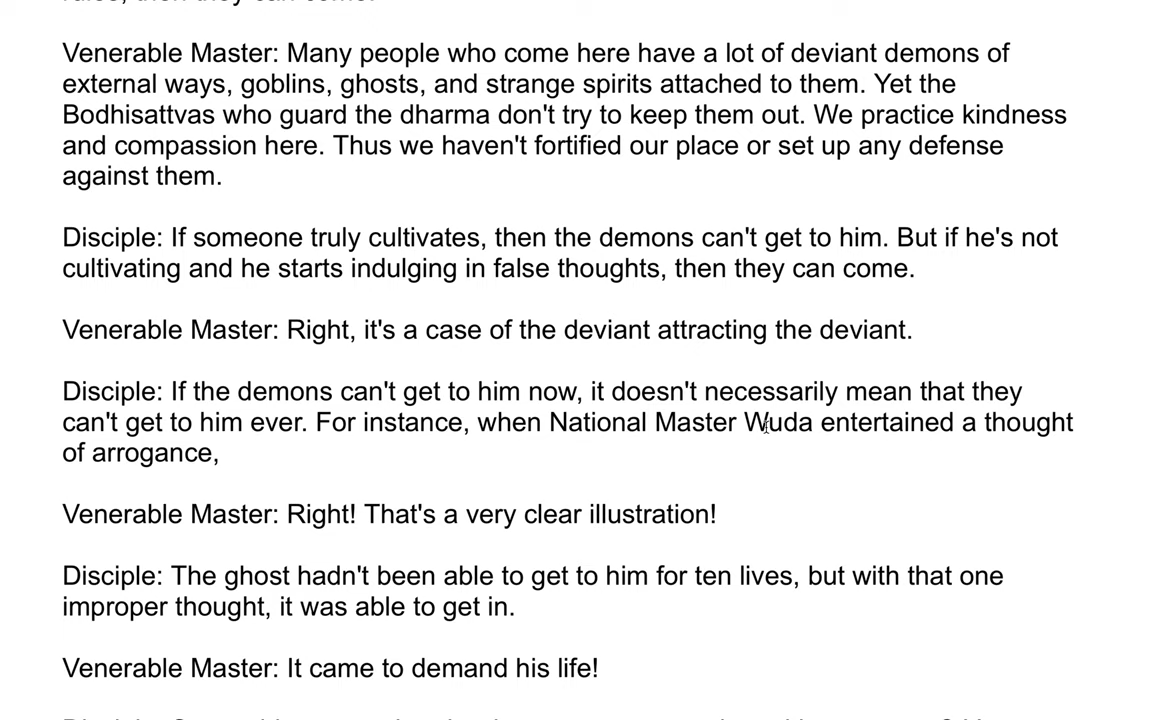 Venerable Master: Many people who come here have a lot of deviant demons of
external ways, goblins, ghosts, and strange spirits attached to them. Yet the
Bodhisattvas who guard the dharma don't try to keep them out. We practice kindness
and compassion here. Thus we haven't fortified our place or set up any defense
against them.
Disciple: If someone truly cultivates, then the demons can't get to him. But if he's not
cultivating and he starts indulging in false thoughts, then they can come.
Venerable Master: Right, it's a case of the deviant attracting the deviant.
Disciple: If the demons can't get to him now, it doesn't necessarily mean that they
can't get to him ever. For instance, when National Master Wuda entertained a thought
of arrogance,
Venerable Master: Right! That's a very clear illustration!
Disciple: The ghost hadn't been able to get to him for ten lives, but with that one
improper thought, it was able to get in.
Venerable Master: It came to demand his life!